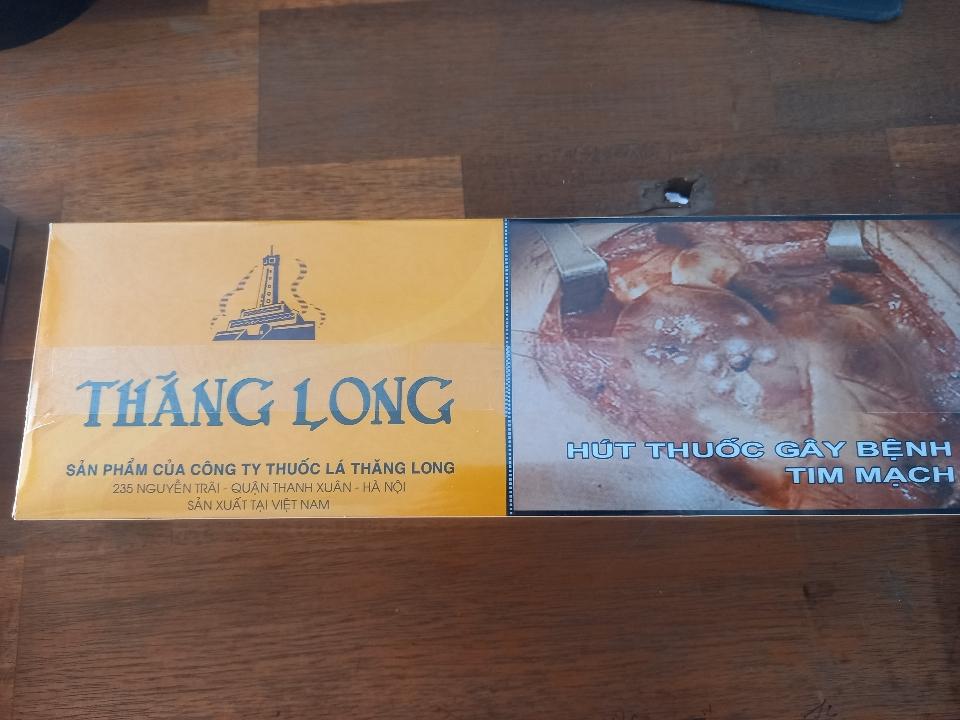 THĂNG LONG
SẢN PHẨM CỦA CÔNG TY THUỐC LÁ THĂNG LONG
235 NGUYỄN TRÃI - QUẬN THANH XUÂN - HÀ NỘI
SẢN XUẤT TẠI VIỆT NAM
HÚT THUỐC GÂY BỆNH
TIM MẠCH